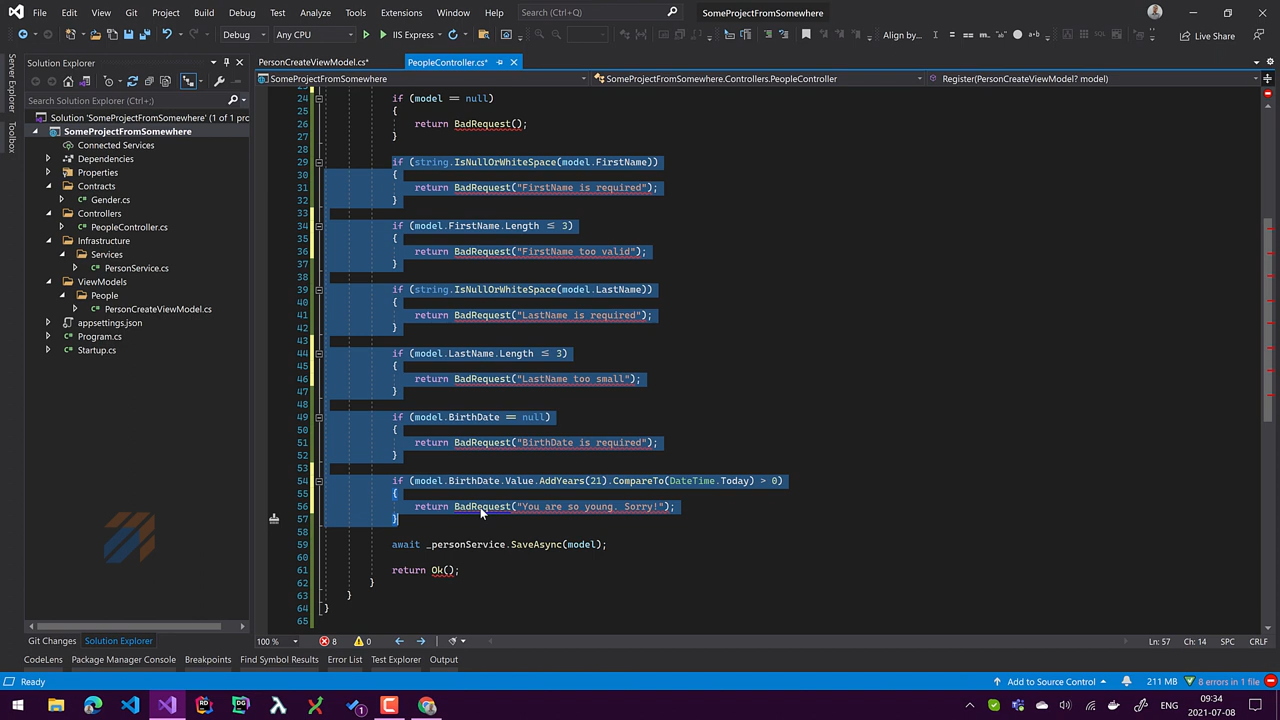 File Edit View Git Project Build Debug Test Analyze Tools Extensions Window Help Search (Ctrl+;) SomeProjectFromSomewhere
Debug Any CPU IIS Express Align by... Live Share
Server Explorer
Toolbox
Solution Explorer
Search Solution Explorer (Ctrl+;)
Solution 'SomeProjectFromSomewhere' (1 of 1 proc
SomeProjectFromSomewhere
Connected Services
Dependencies
Properties
Contracts
Gender.cs
Controllers
PeopleController.cs
Infrastructure
Services
PersonService.cs
ViewModels
People
PersonCreateViewModel.cs
appsettings.json
Program.cs
Startup.cs
Git Changes Solution Explorer
PersonCreateViewModel.cs* PeopleController.cs*
SomeProjectFromSomewhere SomeProjectFromSomewhere.Controllers.PeopleController Register(PersonCreateViewModel? model)
24 if (model == null)
25 {
26 return BadRequest();
27 }
28
29 if (string.IsNullOrWhiteSpace(model.FirstName))
30 {
31 return BadRequest("FirstName is required");
32 }
33
34 if (model.FirstName.Length ≤ 3)
35 {
36 return BadRequest("FirstName too valid");
37 }
38
39 if (string.IsNullOrWhiteSpace(model.LastName))
40 {
41 return BadRequest("LastName is required");
42 }
43
44 if (model.LastName.Length ≤ 3)
45 {
46 return BadRequest("LastName too small");
47 }
48
49 if (model.BirthDate == null)
50 {
51 return BadRequest("BirthDate is required");
52 }
53
54 if (model.BirthDate.Value.AddYears(21).CompareTo(DateTime.Today) > 0)
55 {
56 return BadRequest("You are so young. Sorry!");
57 }
58
59 await _personService.SaveAsync(model);
60
61 return Ok();
62 }
63 }
64 }
65
100 % 8 0 Ln: 57 Ch: 14 SPC CRLF
CodeLens Package Manager Console Breakpoints Find Symbol Results Error List Test Explorer Output
Ready Add to Source Control 211 MB 8 errors in 1 file
ENG 09:34 2021-07-08